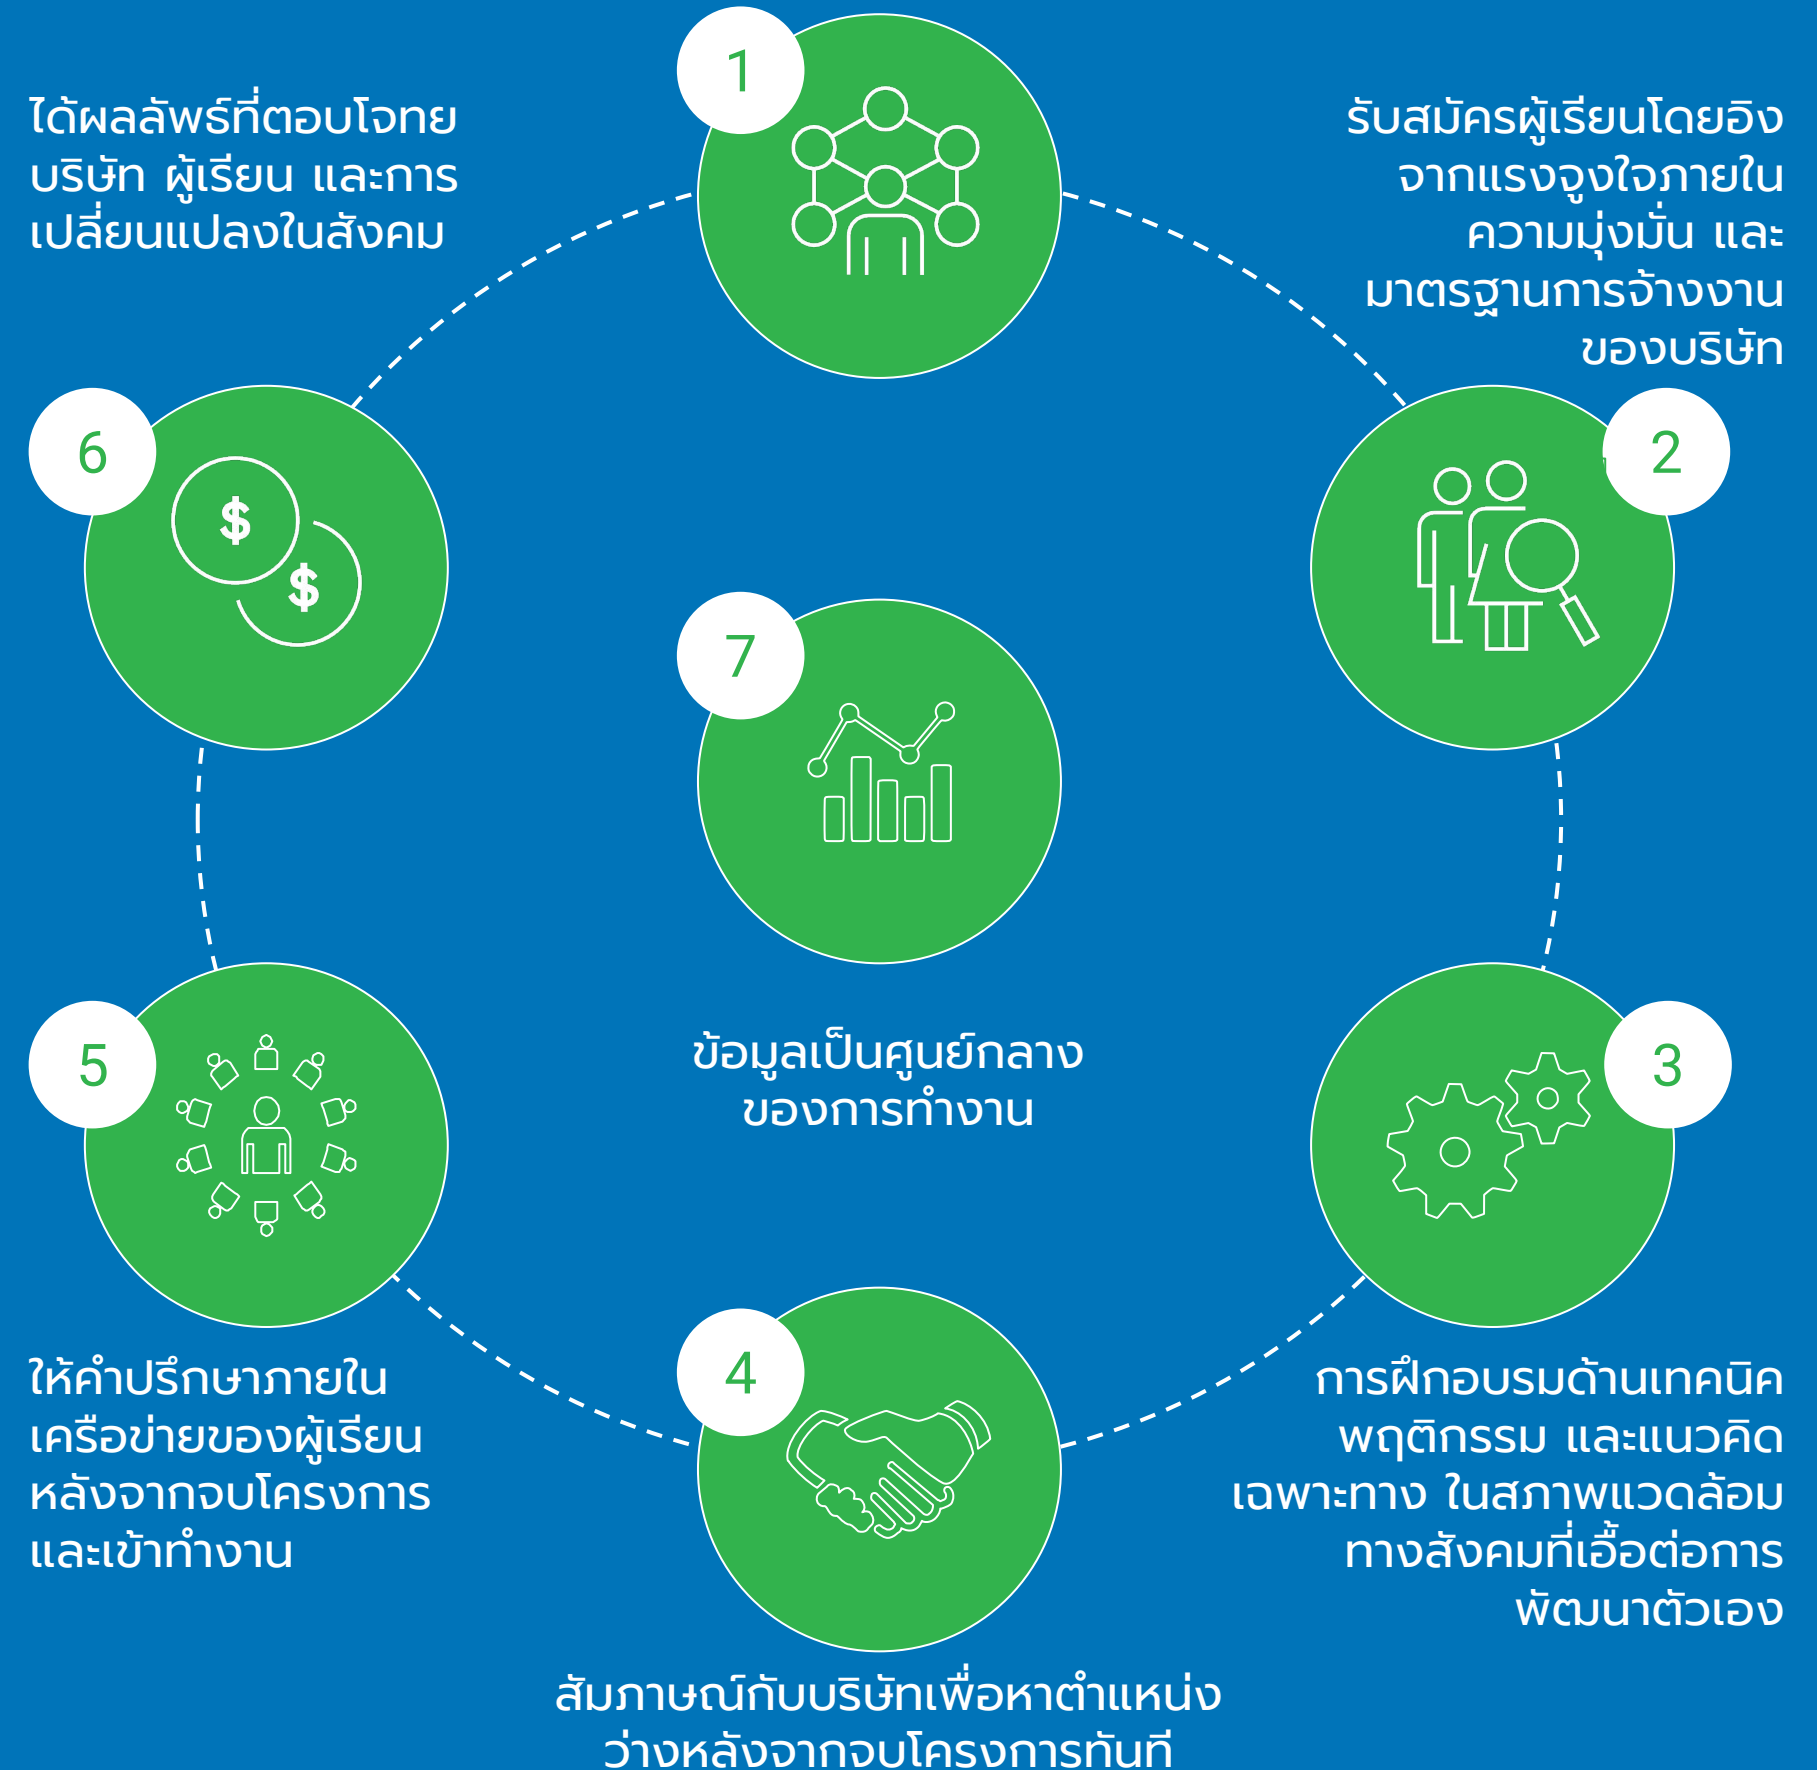 1
ได้ผลลัพธ์ที่ตอบโจทย
บริษัท ผู้เรียน และการ
เปลี่ยนแปลงในสังคม
รับสมัครผู้เรียนโดยอิง
จากแรงจูงใจภายใน
ความมุ่งมั่น และ
มาตรฐานการจ้างงาน
ของบริษัท
6
$
$
2
7
ข้อมูลเป็นศูนย์กลาง
ของการทำงาน
5
3
ให้คำปรึกษาภายใน
เครือข่ายของผู้เรียน
หลังจากจบโครงการ
และเข้าทำงาน
4
การฝึกอบรมด้านเทคนิค
พฤติกรรม และแนวคิด
เฉพาะทาง ในสภาพแวดล้อม
ทางสังคมที่เอื้อต่อการ
พัฒนาตัวเอง
สัมภาษณ์กับบริษัทเพื่อหาตำแหน่ง
ว่างหลังจากจบโครงการทันที